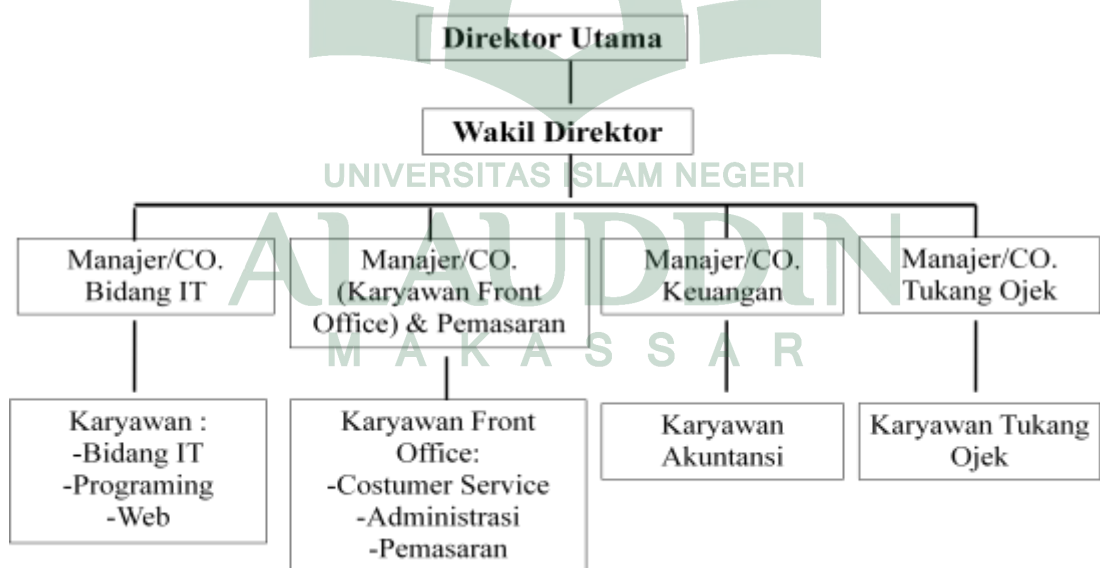 Direktor Utama
Wakil Direktor
UNIVERSITAS ISLAM NEGERI
ALAUDDIN
MAKASSAR
Manajer/CO.
Bidang IT
Manajer/CO.
(Karyawan Front
Office) & Pemasaran
Manajer/CO.
Keuangan
Manajer/CO.
Tukang Ojek
Karyawan :
-Bidang IT
-Programing
-Web
Karyawan Front
Office:
-Costumer Service
-Administrasi
-Pemasaran
Karyawan
Akuntansi
Karyawan Tukang
Ojek